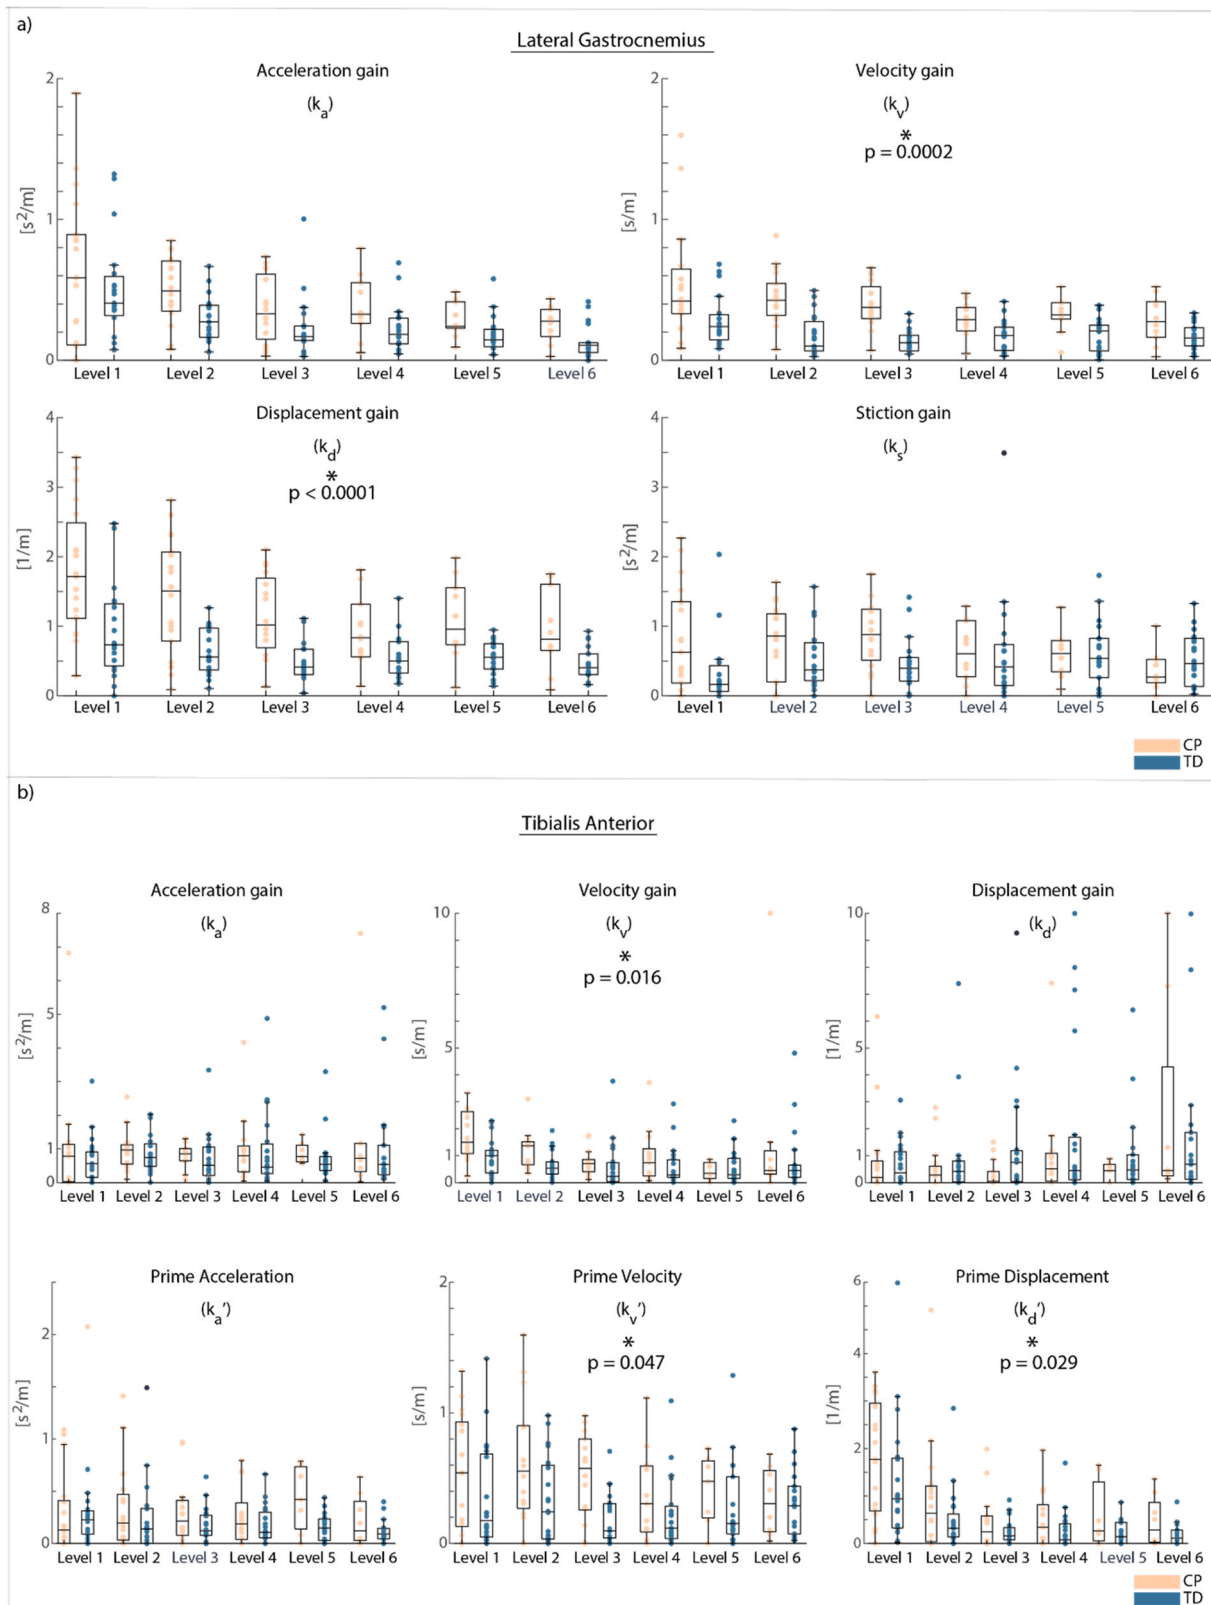 a)
Lateral Gastrocnemius
Acceleration gain
(k_a)
[s²/m]
2
1
0
Level 1 Level 2 Level 3 Level 4 Level 5 Level 6
Velocity gain
(k_v)
*
p = 0.0002
[s/m]
2
1
0
Level 1 Level 2 Level 3 Level 4 Level 5 Level 6
Displacement gain
(k_d)
*
p < 0.0001
[1/m]
4
3
2
1
0
Level 1 Level 2 Level 3 Level 4 Level 5 Level 6
Stiction gain
(k_s)
[s²/m]
4
3
2
1
0
Level 1 Level 2 Level 3 Level 4 Level 5 Level 6
CP
TD
b)
Tibialis Anterior
Acceleration gain
(k_a)
[s²/m]
8
5
1
0
Level 1 Level 2 Level 3 Level 4 Level 5 Level 6
Velocity gain
(k_v)
*
p = 0.016
[s/m]
10
5
1
0
Level 1 Level 2 Level 3 Level 4 Level 5 Level 6
Displacement gain
(k_d)
[1/m]
10
5
1
0
Level 1 Level 2 Level 3 Level 4 Level 5 Level 6
Prime Acceleration
(k_a')
[s²/m]
2
1
0
Level 1 Level 2 Level 3 Level 4 Level 5 Level 6
Prime Velocity
(k_v')
*
p = 0.047
[s/m]
2
1
0
Level 1 Level 2 Level 3 Level 4 Level 5 Level 6
Prime Displacement
(k_d')
*
p = 0.029
[1/m]
6
4
2
0
Level 1 Level 2 Level 3 Level 4 Level 5 Level 6
CP
TD